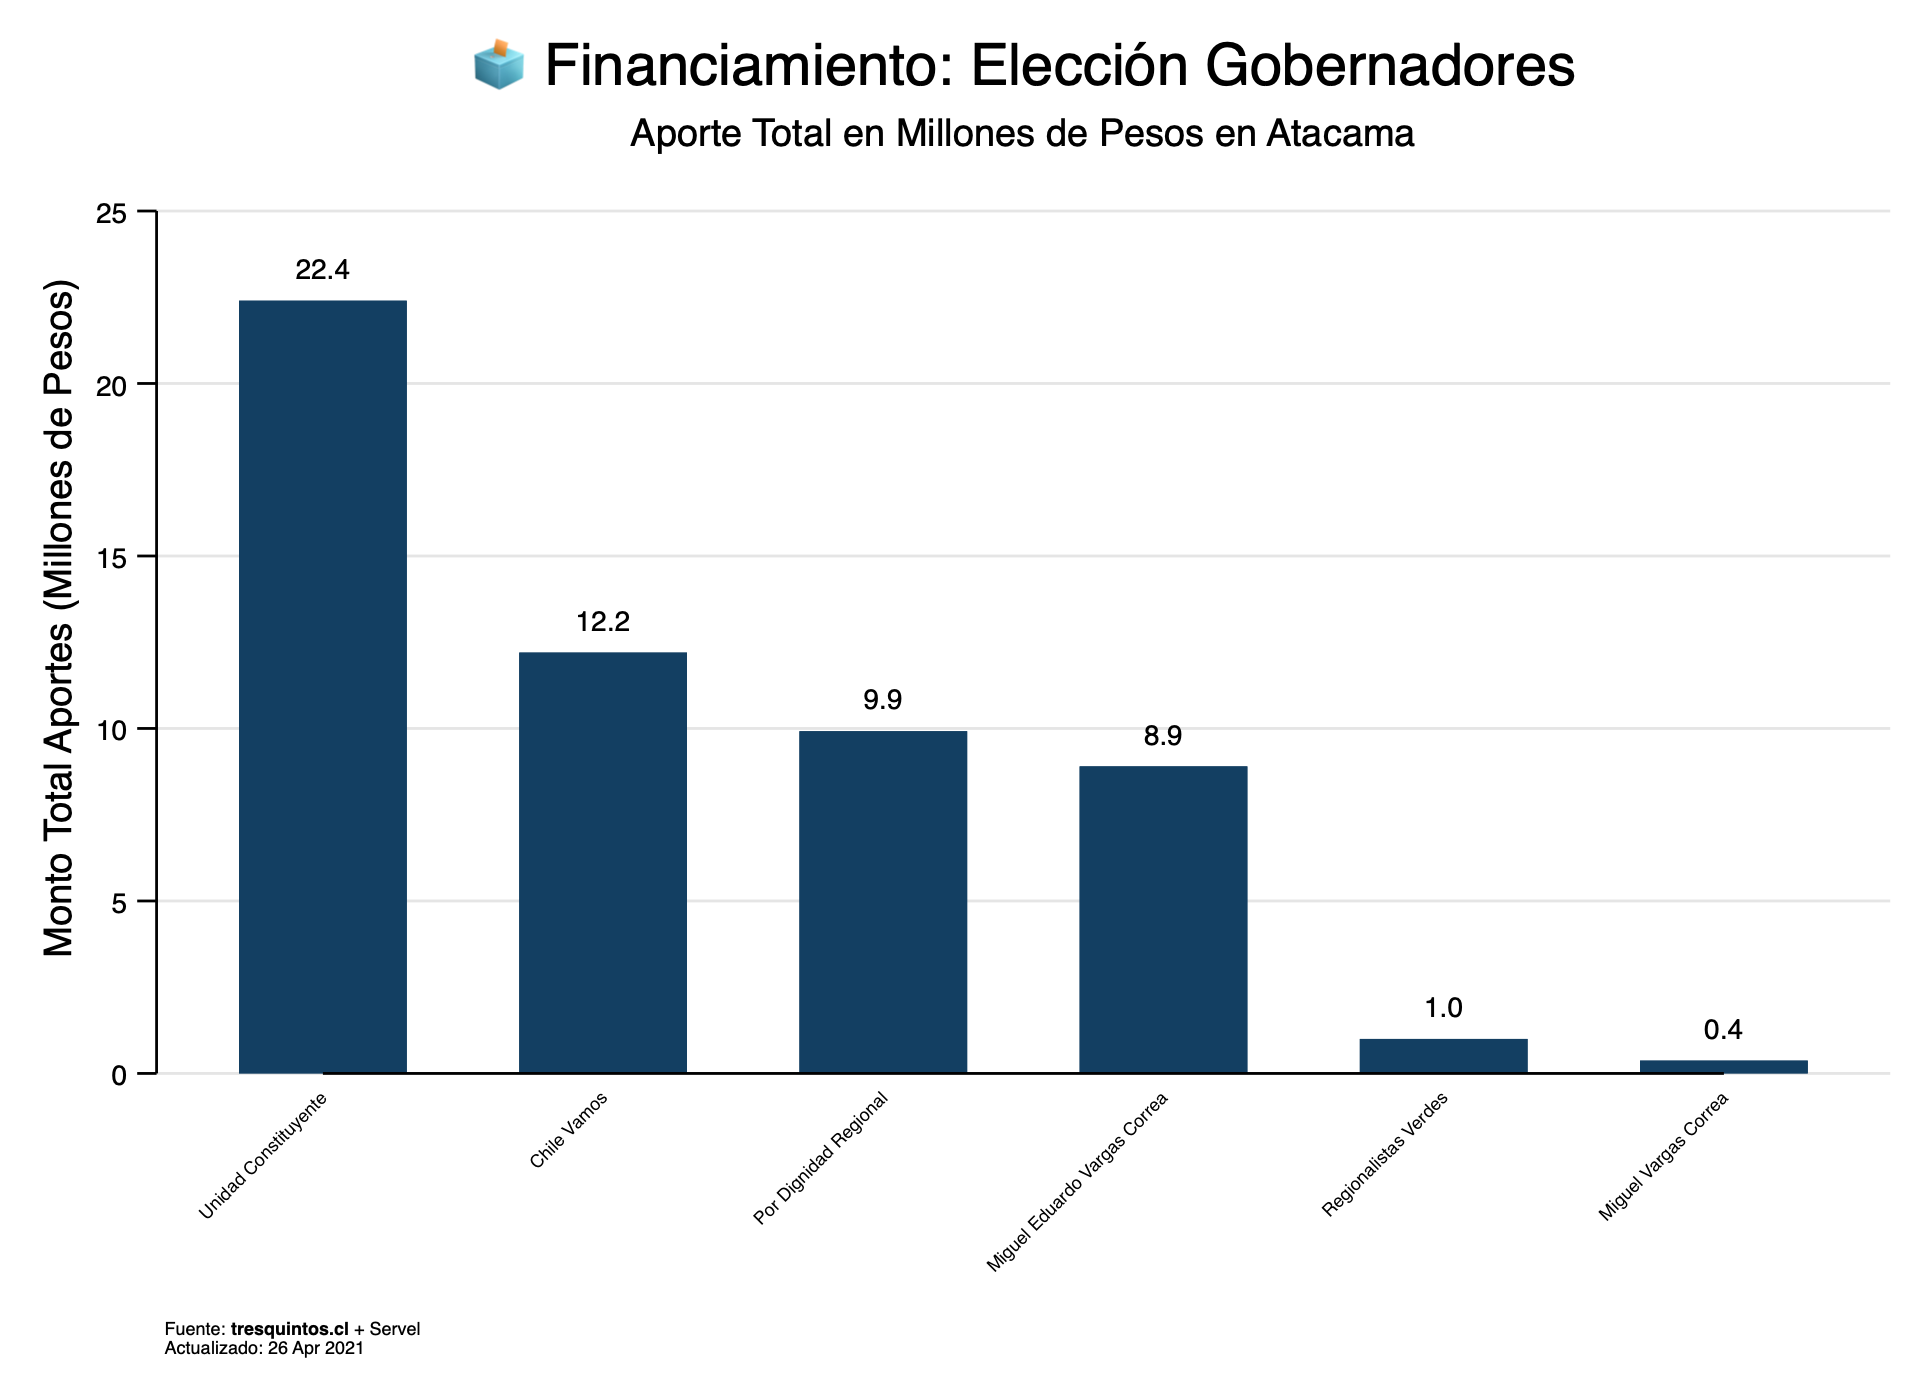 Financiamiento: Elección Gobernadores
Aporte Total en Millones de Pesos en Atacama
Monto Total Aportes (Millones de Pesos)
25
20
15
10
5
0
22.4
12.2
9.9
8.9
1.0
0.4
Unidad Constituyente
Chile Vamos
Por Dignidad Regional
Miguel Eduardo Vargas Correa
Regionalistas Verdes
Miguel Vargas Correa
Fuente: tresquintos.cl + Servel
Actualizado: 26 Apr 2021